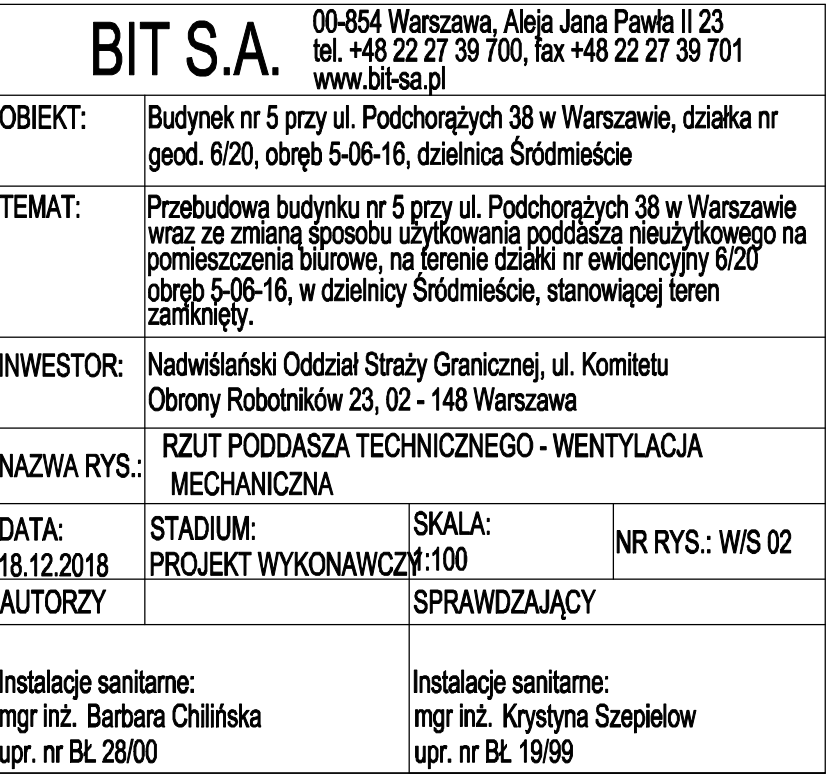 BIT S.A.
00-854 Warszawa, Aleja Jana Pawła II 23
tel. +48 22 27 39 700, fax +48 22 27 39 701
www.bit-sa.pl
OBIEKT:
Budynek nr 5 przy ul. Podchorążych 38 w Warszawie, działka nr
geod. 6/20, obręb 5-06-16, dzielnica Śródmieście
TEMAT:
Przebudowa budynku nr 5 przy ul. Podchorążych 38 w Warszawie
wraz ze zmianą sposobu użytkowania poddasza nieużytkowego na
pomieszczenia biurowe, na terenie działki nr ewidencyjny 6/20
obręb 5-06-16, w dzielnicy Śródmieście, stanowiącej teren
zamknięty.
INWESTOR:
Nadwiślański Oddział Straży Granicznej, ul. Komitetu
Obrony Robotników 23, 02 - 148 Warszawa
NAZWA RYS.:
RZUT PODDASZA TECHNICZNEGO - WENTYLACJA
MECHANICZNA
DATA:
18.12.2018
STADIUM:
PROJEKT WYKONAWCZY
SKALA:
1:100
NR RYS.: W/S 02
AUTORZY
SPRAWDZAJĄCY
Instalacje sanitarne:
mgr inż. Barbara Chilińska
upr. nr BŁ 28/00
Instalacje sanitarne:
mgr inż. Krystyna Szepielow
upr. nr BŁ 19/99